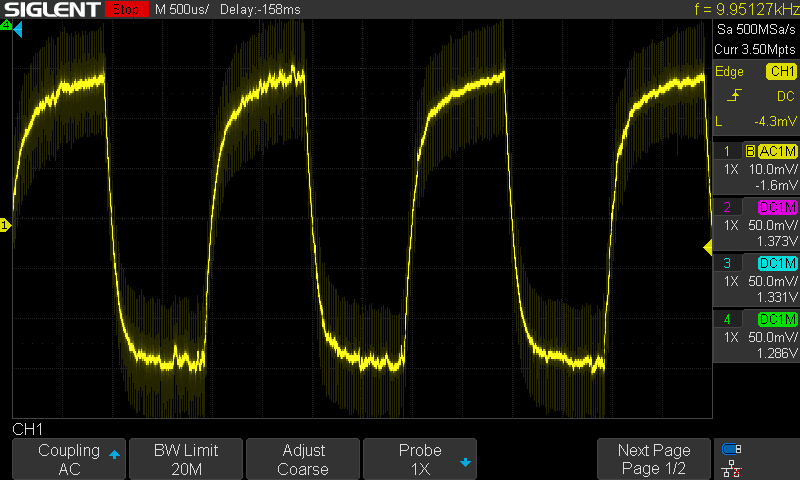 SIGLENT Stop M 500us/ Delay:-158ms f = 9.95127kHz
Sa 500MSa/s
Curr 3.50Mpts
Edge CH1
DC
L -4.3mV
1 B AC1M
1X 10.0mV/
-1.6mV
2 DC1M
1X 50.0mV/
1.373V
3 DC1M
1X 50.0mV/
1.331V
4 DC1M
1X 50.0mV/
1.286V
4
1
CH1
Coupling
AC
BW Limit
20M
Adjust
Coarse
Probe
1X
Next Page
Page 1/2